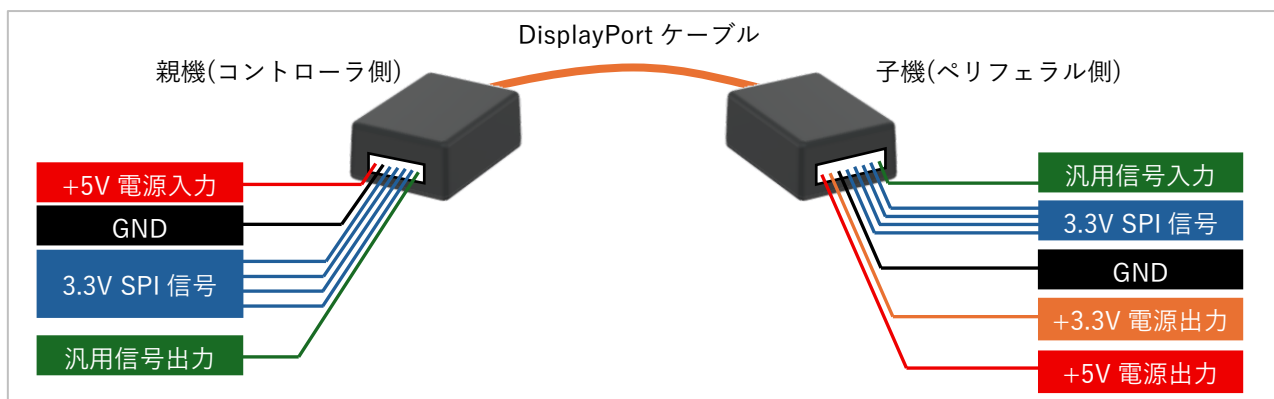 DisplayPort ケーブル
親機(コントローラ側)
子機(ペリフェラル側)
+5V 電源入力
GND
3.3V SPI 信号
汎用信号出力
汎用信号入力
3.3V SPI 信号
GND
+3.3V 電源出力
+5V 電源出力